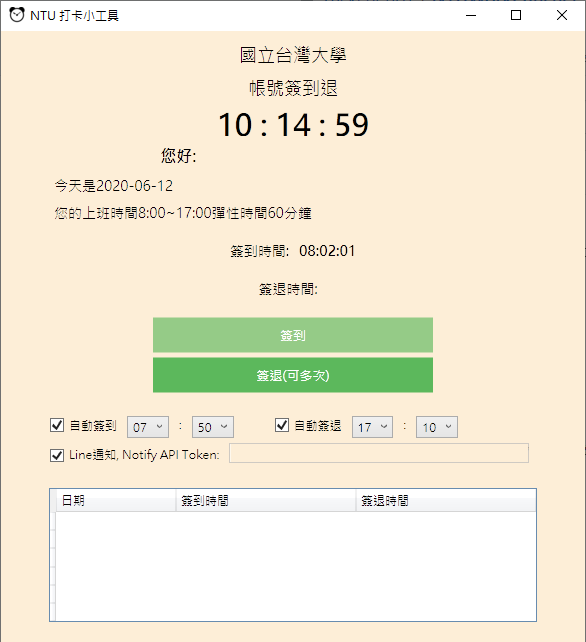 NTU 打卡小工具
國立台灣大學
帳號簽到退
10 : 14 : 59
您好:
今天是2020-06-12
您的上班時間8:00~17:00彈性時間60分鐘
簽到時間: 08:02:01
簽退時間:
簽到
簽退(可多次)
自動簽到 07 : 50 自動簽退 17 : 10
Line通知, Notify API Token:
日期 簽到時間 簽退時間